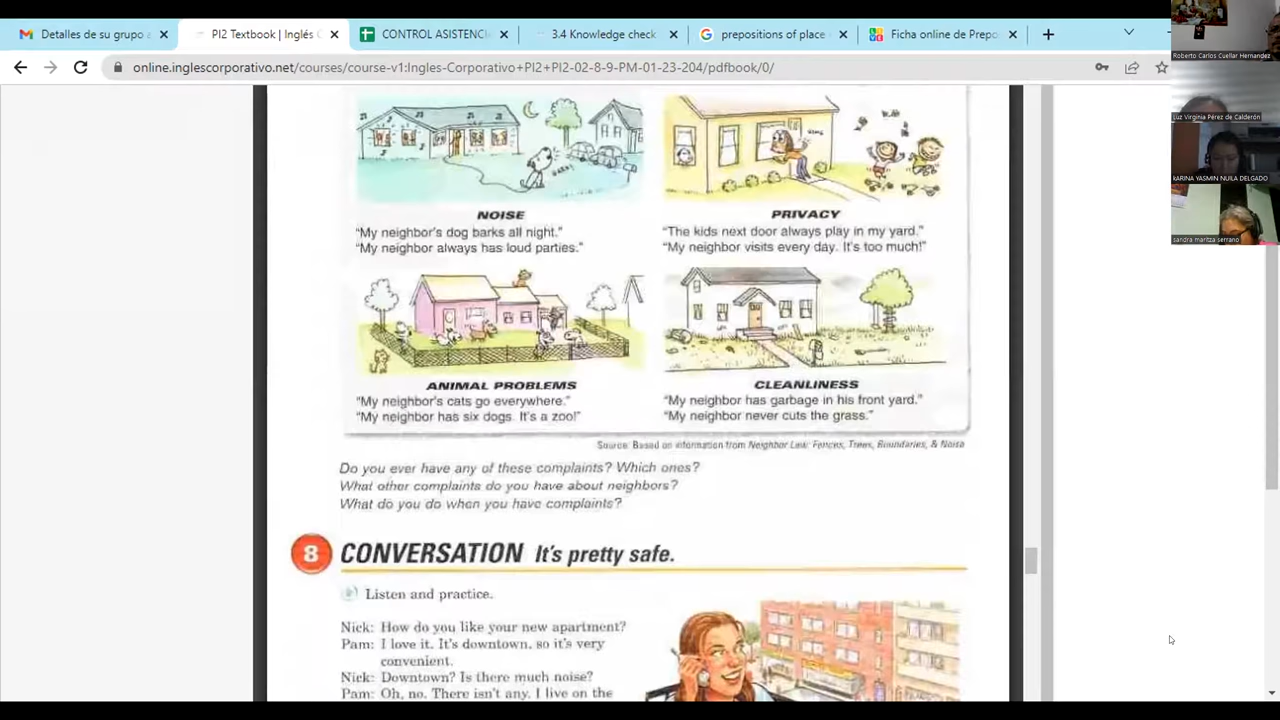 Detalles de su grupo a
PI2 Textbook | Inglés C
CONTROL ASISTENCI
3.4 Knowledge check
prepositions of place
Ficha online de Prepo
online.inglescorporativo.net/courses/course-v1:Ingles-Corporativo+PI2+PI2-02-8-9-PM-01-23-204/pdfbook/0/
Roberto Carlos Cuellar Hernandez
Luz Virginia Pérez de Calderón
KARINA YASMIN NUILA DELGADO
sandra maritza serrano
NOISE
"My neighbor's dog barks all night."
"My neighbor always has loud parties."
PRIVACY
"The kids next door always play in my yard."
"My neighbor visits every day. It's too much!"
ANIMAL PROBLEMS
"My neighbor's cats go everywhere."
"My neighbor has six dogs. It's a zoo!"
CLEANLINESS
"My neighbor has garbage in his front yard."
"My neighbor never cuts the grass."
Source: Based on information from Neighbor Law: Fences, Trees, Boundaries, & Noise
Do you ever have any of these complaints? Which ones?
What other complaints do you have about neighbors?
What do you do when you have complaints?
8 CONVERSATION It's pretty safe.
Listen and practice.
Nick: How do you like your new apartment?
Pam: I love it. It's downtown, so it's very
convenient.
Nick: Downtown? Is there much noise?
Pam: Oh, no. There isn't any. I live on the